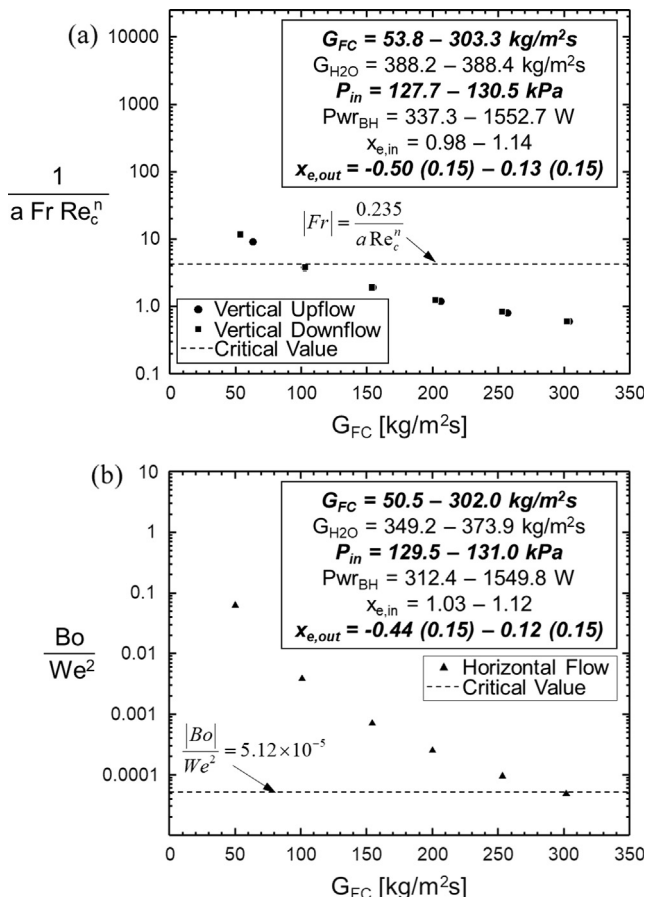 (a)
10000
1000
100
10
1.0
0.1
1
a Fr Re_c^n
G_FC = 53.8 – 303.3 kg/m²s
G_H2O = 388.2 – 388.4 kg/m²s
P_in = 127.7 – 130.5 kPa
Pwr_BH = 337.3 – 1552.7 W
x_e,in = 0.98 – 1.14
x_e,out = -0.50 (0.15) – 0.13 (0.15)
|Fr| = 0.235 / a Re_c^n
Vertical Upflow
Vertical Downflow
Critical Value
0 50 100 150 200 250 300 350
G_FC [kg/m²s]
(b)
10
1
0.1
0.01
0.001
0.0001
Bo
We²
G_FC = 50.5 – 302.0 kg/m²s
G_H2O = 349.2 – 373.9 kg/m²s
P_in = 129.5 – 131.0 kPa
Pwr_BH = 312.4 – 1549.8 W
x_e,in = 1.03 – 1.12
x_e,out = -0.44 (0.15) – 0.12 (0.15)
Horizontal Flow
Critical Value
|Bo| / We² = 5.12×10⁻⁵
0 50 100 150 200 250 300 350
G_FC [kg/m²s]